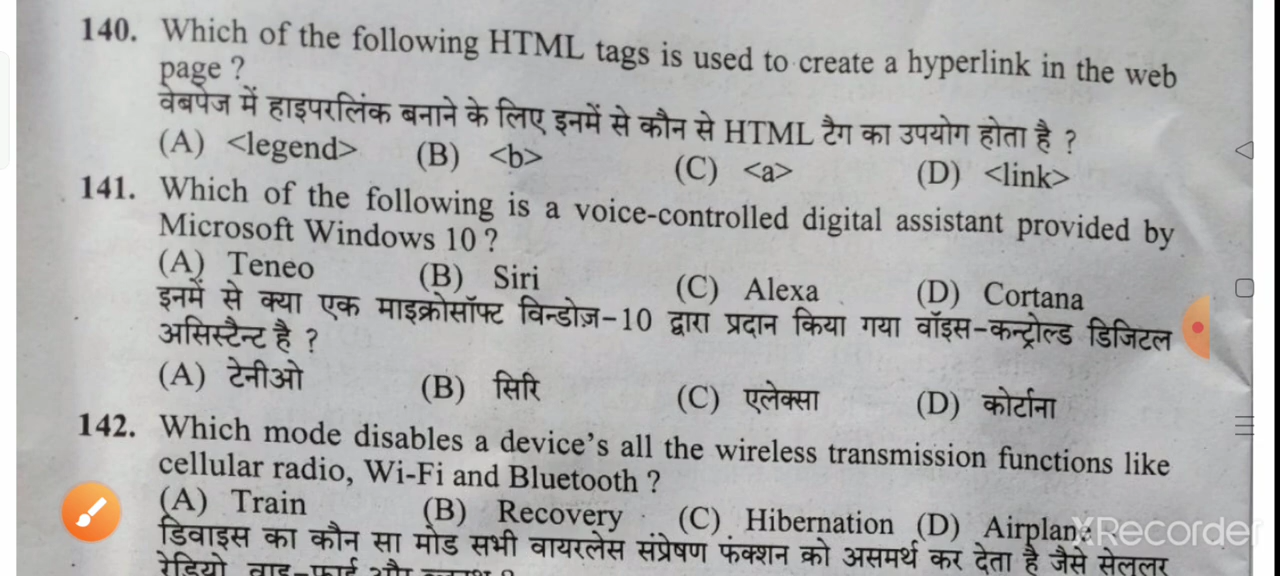 140. Which of the following HTML tags is used to create a hyperlink in the web
page ?
वेबपेज में हाइपरलिंक बनाने के लिए इनमें से कौन से HTML टैग का उपयोग होता है ?
(A) <legend> (B) <b> (C) <a> (D) <link>
141. Which of the following is a voice-controlled digital assistant provided by
Microsoft Windows 10 ?
(A) Teneo (B) Siri (C) Alexa (D) Cortana
इनमें से क्या एक माइक्रोसॉफ्ट विन्डोज़-10 द्वारा प्रदान किया गया वॉइस-कन्ट्रोल्ड डिजिटल
असिस्टैन्ट है ?
(A) टेनीओ (B) सिरि (C) एलेक्सा (D) कोर्टाना
142. Which mode disables a device's all the wireless transmission functions like
cellular radio, Wi-Fi and Bluetooth ?
(A) Train (B) Recovery (C) Hibernation (D) Airplane
डिवाइस का कौन सा मोड सभी वायरलेस संप्रेषण फंक्शन को असमर्थ कर देता है जैसे सेलुलर
रेडियो, वाइ-फाई और
XRecorder